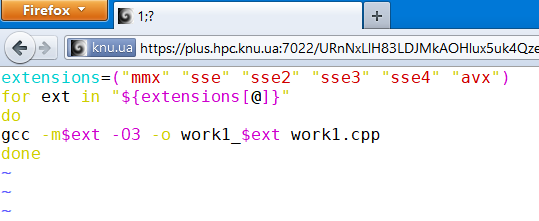 Firefox
1;?
knu.ua https://plus.hpc.knu.ua:7022/URnNxLIH83LDJMkAOHlux5uk4Qze
extensions=("mmx" "sse" "sse2" "sse3" "sse4" "avx")
for ext in "${extensions[@]}"
do
gcc -m$ext -O3 -o work1_$ext work1.cpp
done
~
~
~